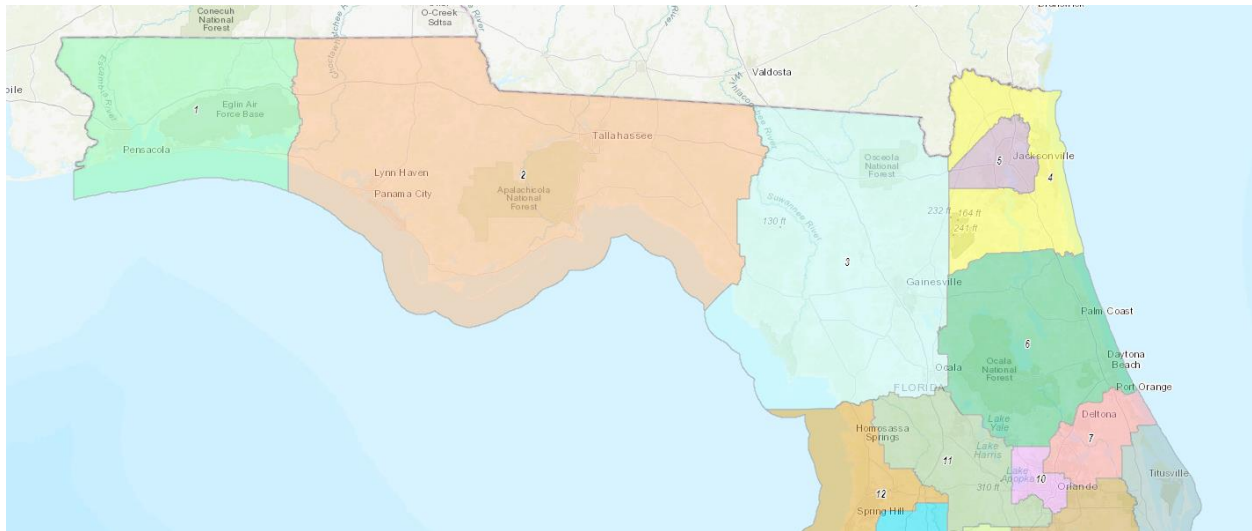 Conecuh
National
Forest
O-Creek
Sdtsa
River
Valdosta
Escambia River
1
Eglin Air
Force Base
Pensacola
Tallahassee
Lynn Haven
Panama City
2
Apalachicola
National
Forest
Osceola
National
Forest
Suwannee
River
130 ft
3
Gainesville
232 ft
164 ft
241 ft
5
Jacksonville
4
Palm Coast
6
Ocala
National
Forest
Ocala
FLORIDA
Daytona
Beach
Port Orange
Lake
Yale
Deltona
7
Homosassa
Springs
Lake
Harris
11
Lake
Apopka
10
Orlando
310 ft
Titusville
12
Spring Hill